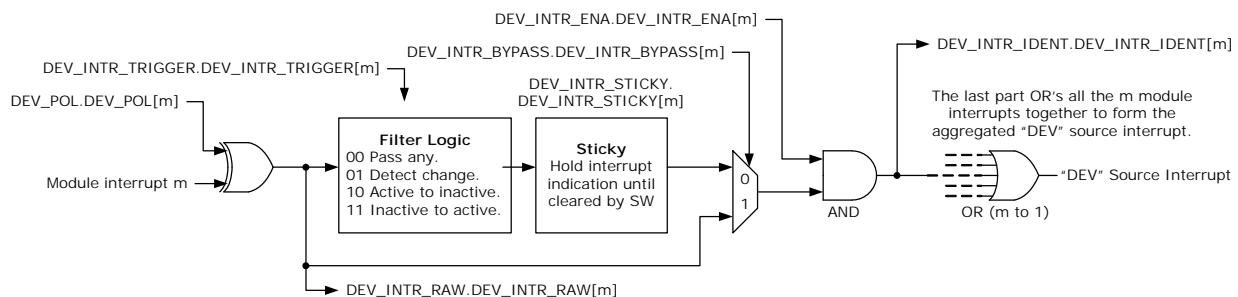 DEV_INTR_ENA.DEV_INTR_ENA[m]
DEV_INTR_BYPASS.DEV_INTR_BYPASS[m]
DEV_INTR_IDENT.DEV_INTR_IDENT[m]
DEV_INTR_TRIGGER.DEV_INTR_TRIGGER[m]
DEV_INTR_STICKY.
DEV_INTR_STICKY[m]
DEV_POL.DEV_POL[m]
The last part OR's all the m module
interrupts together to form the
aggregated “DEV” source interrupt.
Filter Logic
00 Pass any.
01 Detect change.
10 Active to inactive.
11 Inactive to active.
Sticky
Hold interrupt
indication until
cleared by SW
0
1
Module interrupt m
“DEV” Source Interrupt
AND
OR (m to 1)
DEV_INTR_RAW.DEV_INTR_RAW[m]